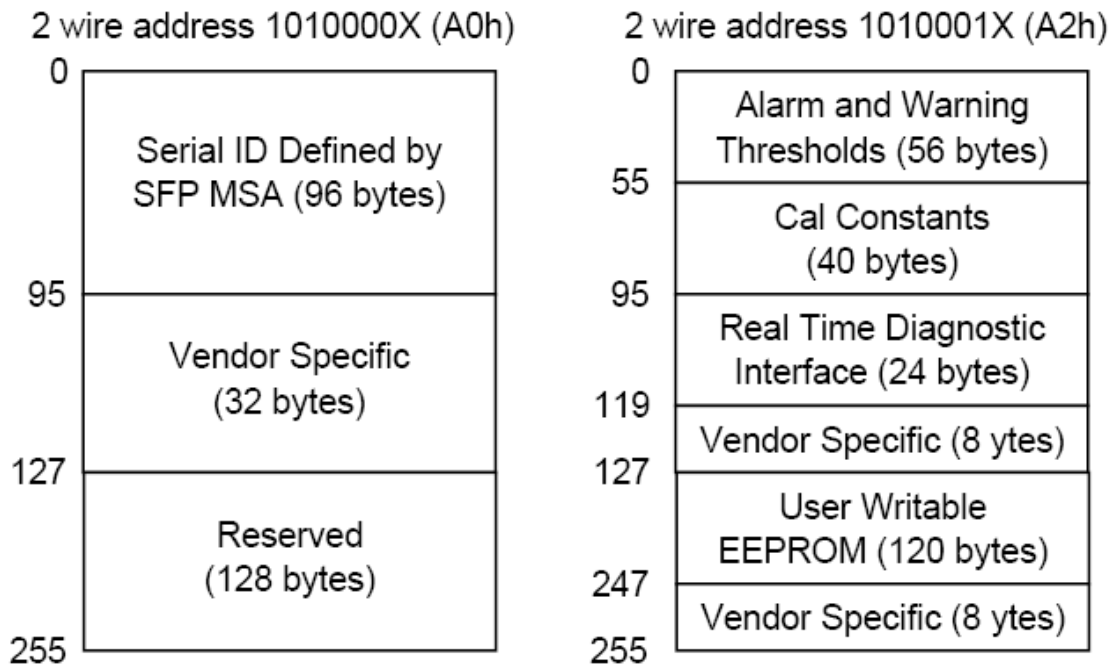 2 wire address 1010000X (A0h)
0
Serial ID Defined by
SFP MSA (96 bytes)
95
Vendor Specific
(32 bytes)
127
Reserved
(128 bytes)
255
2 wire address 1010001X (A2h)
0
Alarm and Warning
Thresholds (56 bytes)
55
Cal Constants
(40 bytes)
95
Real Time Diagnostic
Interface (24 bytes)
119
Vendor Specific (8 ytes)
127
User Writable
EEPROM (120 bytes)
247
Vendor Specific (8 ytes)
255